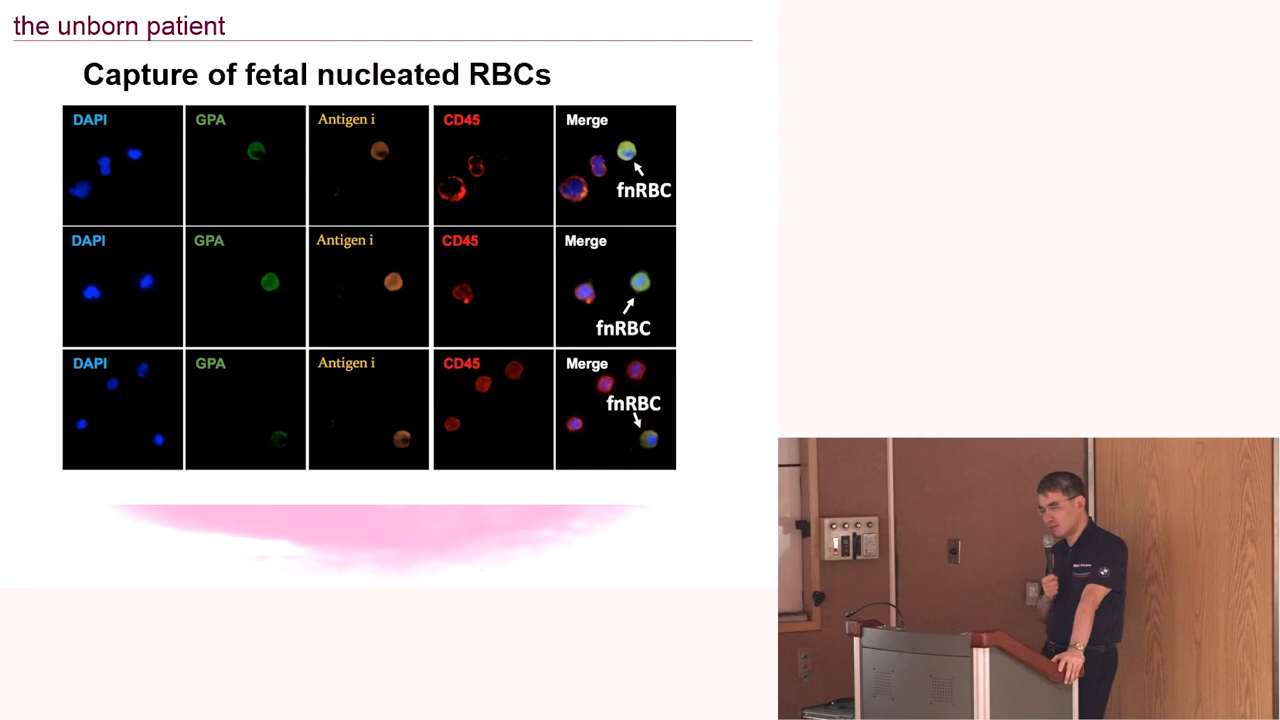 the unborn patient
Capture of fetal nucleated RBCs
DAPI GPA Antigen i CD45 Merge
fnRBC
DAPI GPA Antigen i CD45 Merge
fnRBC
DAPI GPA Antigen i CD45 Merge
fnRBC